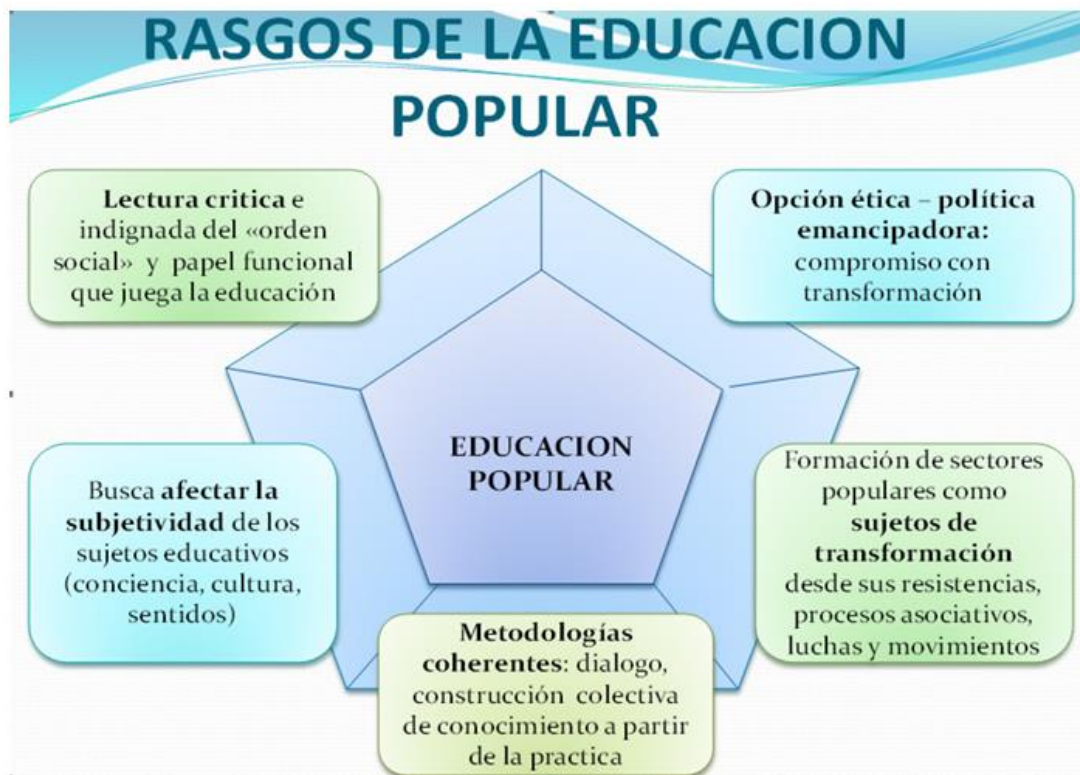 RASGOS DE LA EDUCACION
POPULAR
Lectura critica e
indignada del «orden
social» y papel funcional
que juega la educación
Opción ética – política
emancipadora:
compromiso con
transformación
EDUCACION
POPULAR
Busca afectar la
subjetividad de los
sujetos educativos
(conciencia, cultura,
sentidos)
Formación de sectores
populares como
sujetos de
transformación
desde sus resistencias,
procesos asociativos,
luchas y movimientos
Metodologías
coherentes: dialogo,
construcción colectiva
de conocimiento a partir
de la practica